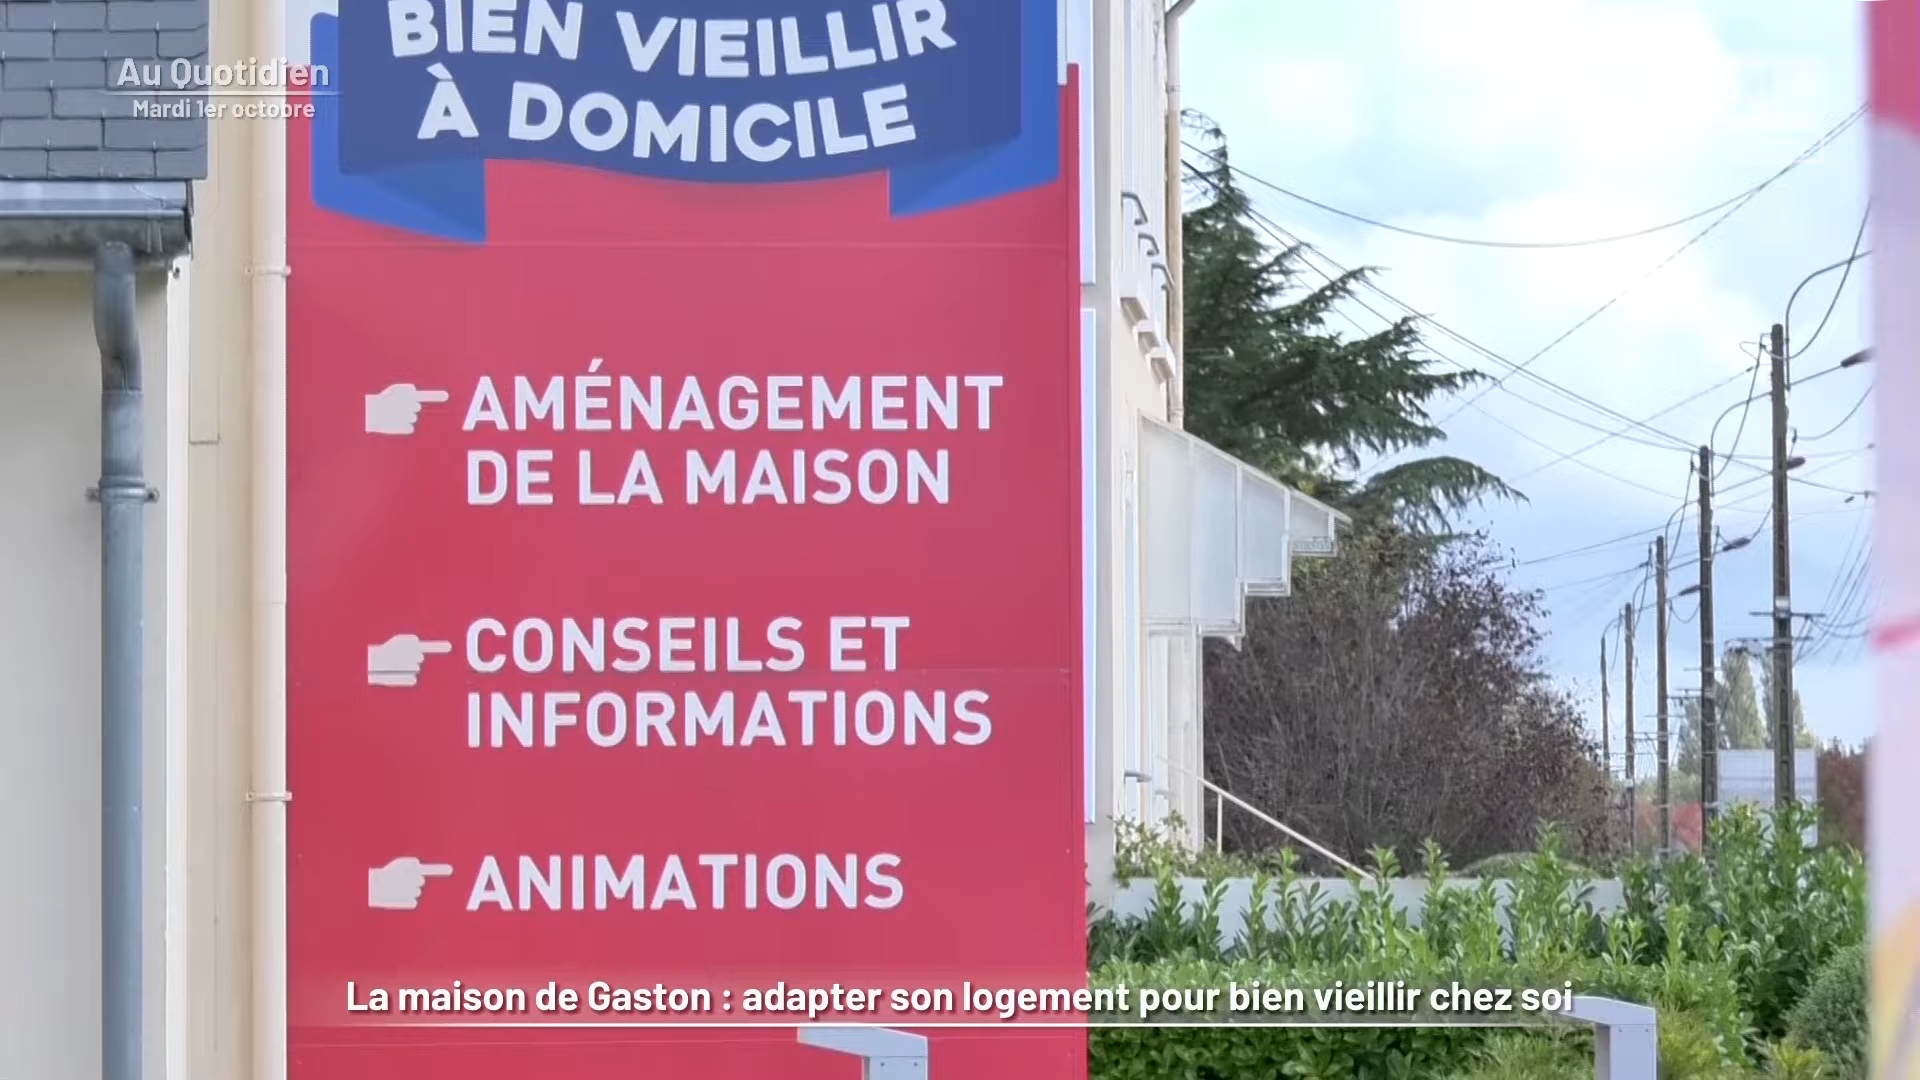 Au Quotidien
Mardi 1er octobre
BIEN VIEILLIR
À DOMICILE
AMÉNAGEMENT
DE LA MAISON
CONSEILS ET
INFORMATIONS
ANIMATIONS
La maison de Gaston : adapter son logement pour bien vieillir chez soi